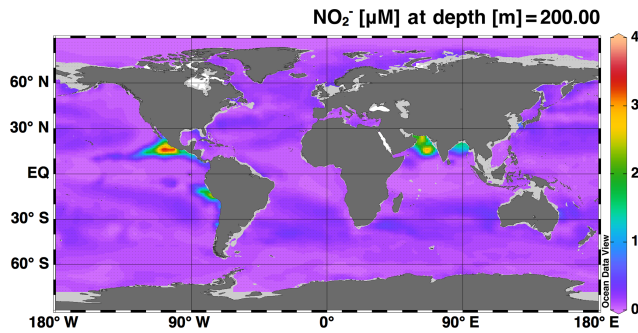 NO₂⁻ [µM] at depth [m]=200.00
60° N
30° N
EQ
30° S
60° S
180° W
90° W
0°
90° E
180° E
4
3
2
1
0
Ocean Data View